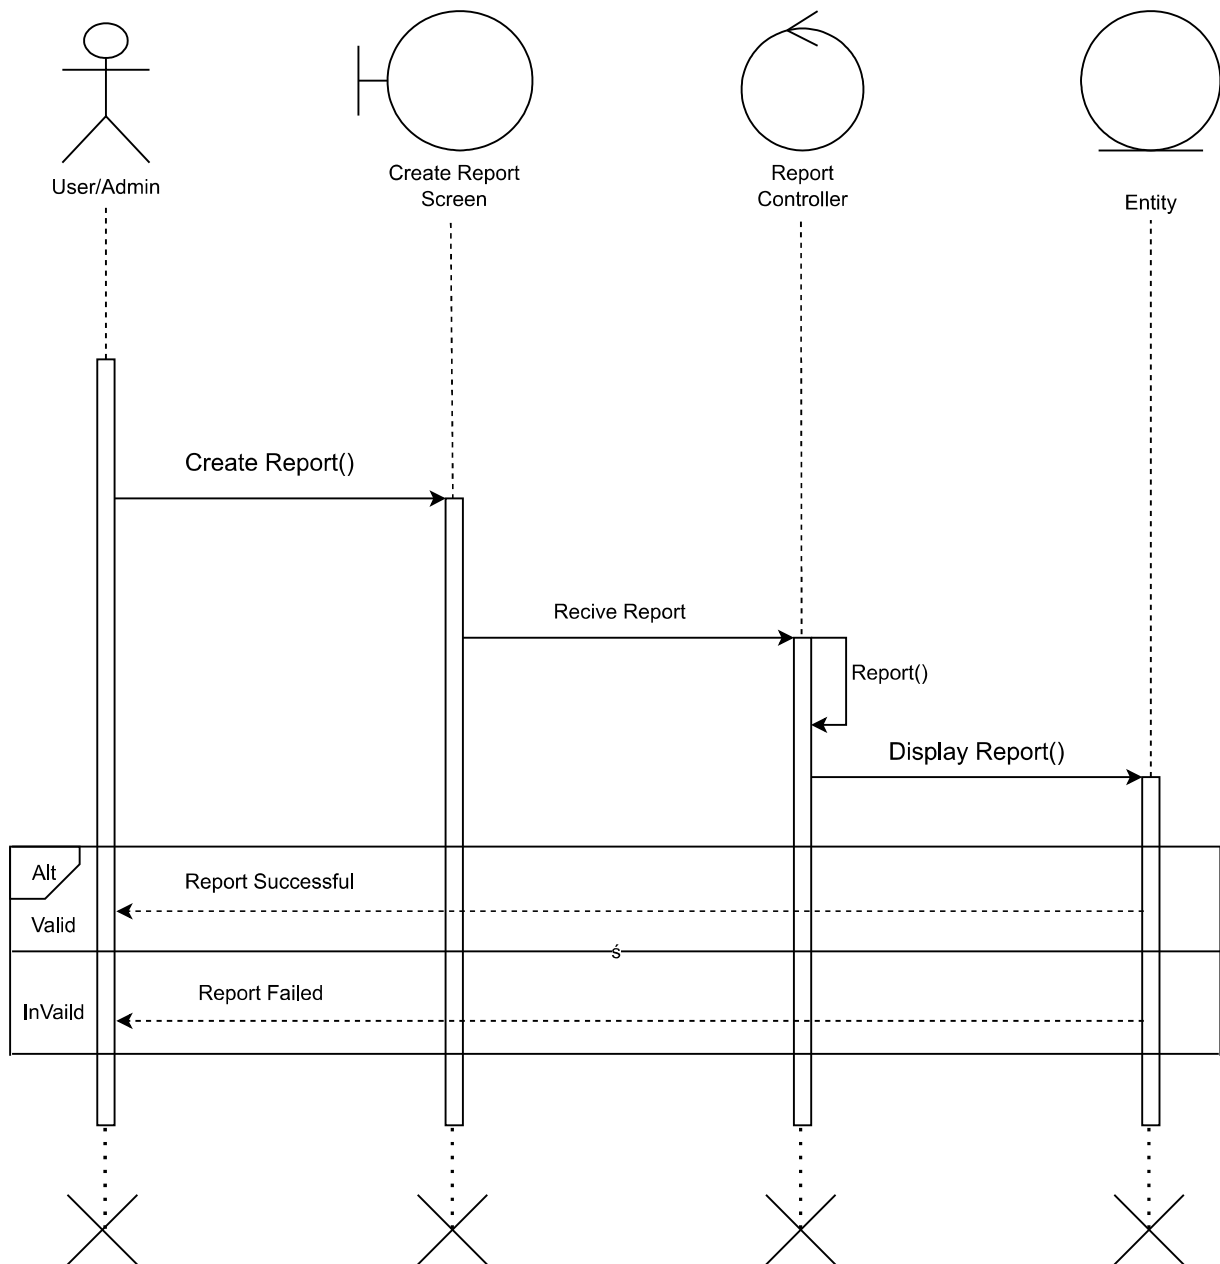 User/Admin
Create Report
Screen
Report
Controller
Entity
Create Report()
Recive Report
Report()
Display Report()
Alt
Report Successful
Valid
ś
Report Failed
InVaild